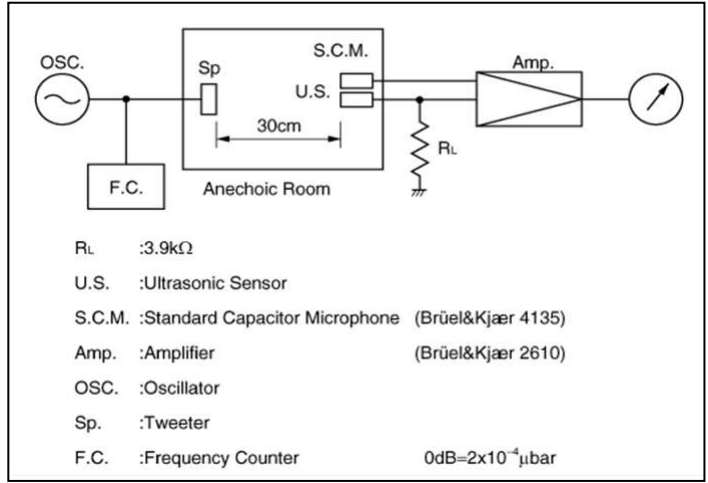 OSC.
Sp
S.C.M.
U.S.
Amp.
30cm
RL
F.C.
Anechoic Room
RL :3.9kΩ
U.S. :Ultrasonic Sensor
S.C.M. :Standard Capacitor Microphone (Brüel&Kjær 4135)
Amp. :Amplifier (Brüel&Kjær 2610)
OSC. :Oscillator
Sp. :Tweeter
F.C. :Frequency Counter 0dB=2x10⁻⁴μbar